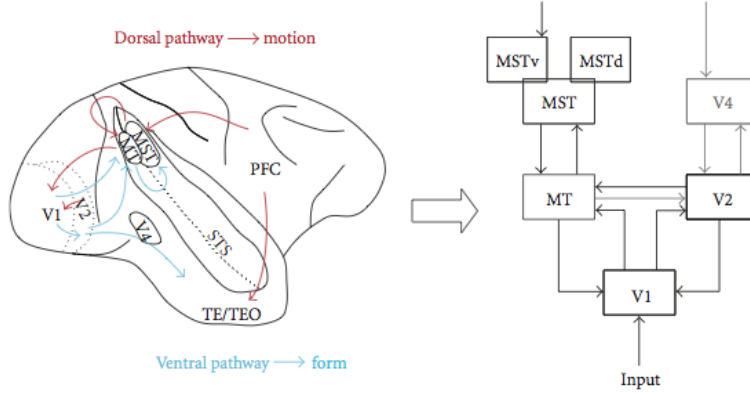 Dorsal pathway → motion
MST
MT
PFC
V1
V2
V4
STS
TE/TEO
Ventral pathway → form
MSTv
MSTd
MST
V4
MT
V2
V1
Input